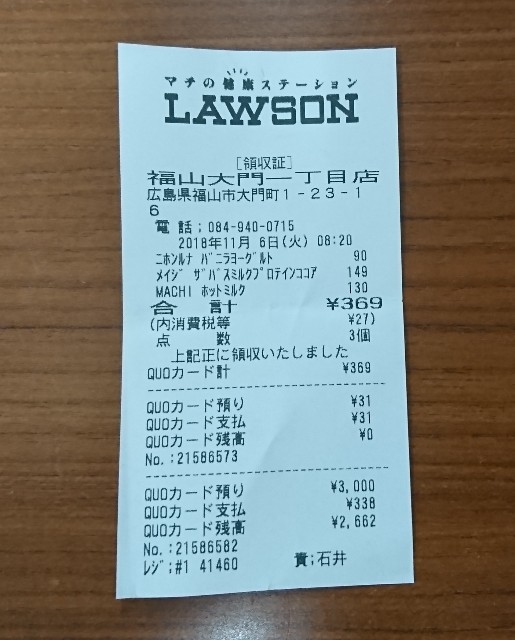 マチの健康ステーション
LAWSON
[領収証]
福山大門一丁目店
広島県福山市大門町1-23-1
6
電話;084-940-0715
2018年11月 6日(火) 08:20
ニホンルナ バニラヨーグルト 90
メイジ ザバスミルクプロテインココア 149
MACHI ホットミルク 130
合 計 ¥369
(内消費税等 ¥27)
点 数 3個
上記正に領収いたしました
QUOカード計 ¥369
QUOカード預り ¥31
QUOカード支払 ¥31
QUOカード残高 ¥0
No.:21586573
QUOカード預り ¥3,000
QUOカード支払 ¥338
QUOカード残高 ¥2,662
No.:21586582
レジ;#1 41460 責;石井